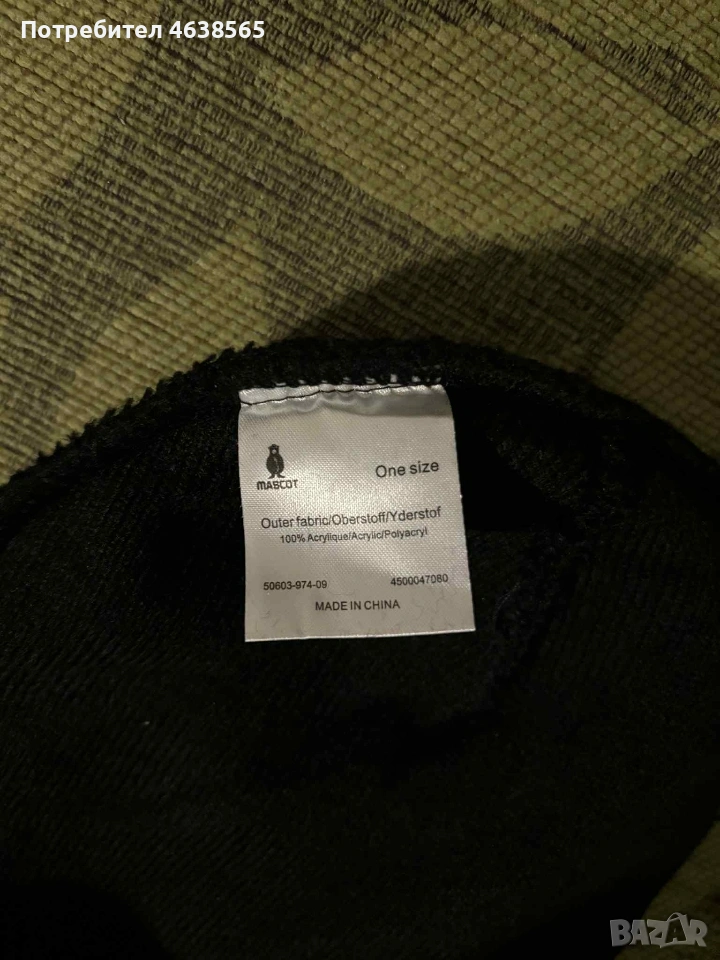 Потребител 4638565
MASCOT
One size
Outer fabric/Oberstoff/Yderstof
100% Acrylique/Acrylic/Polyacryl
50603-974-09 4500047080
MADE IN CHINA
BAZAR